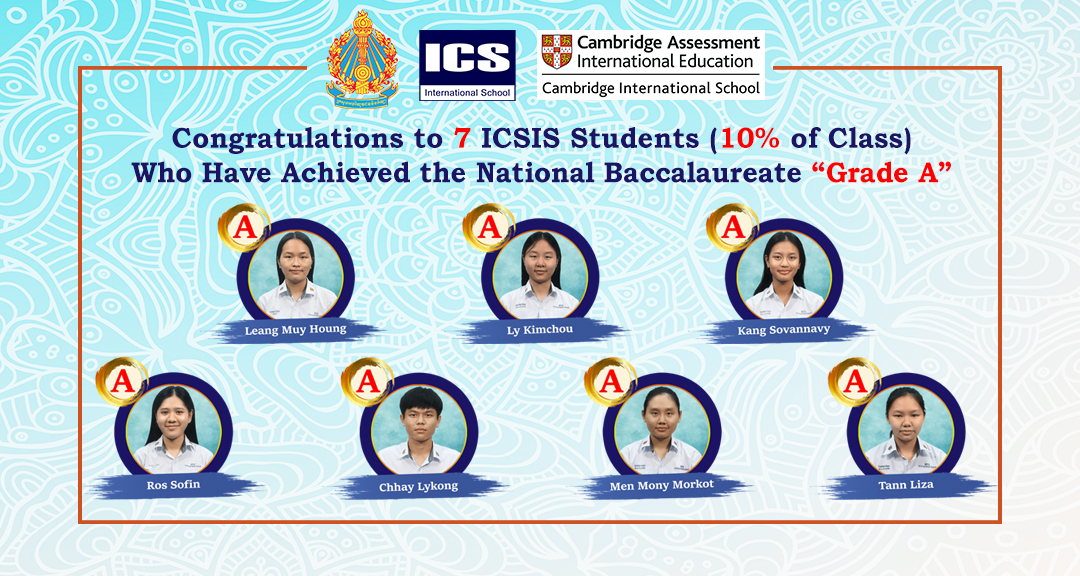 ICS
International School
Cambridge Assessment
International Education
Cambridge International School
Congratulations to 7 ICSIS Students (10% of Class)
Who Have Achieved the National Baccalaureate “Grade A”
A
A
A
Leang Muy Houng
Ly Kimchou
Kang Sovannavy
A
A
A
A
Ros Sofin
Chhay Lykong
Men Mony Morkot
Tann Liza